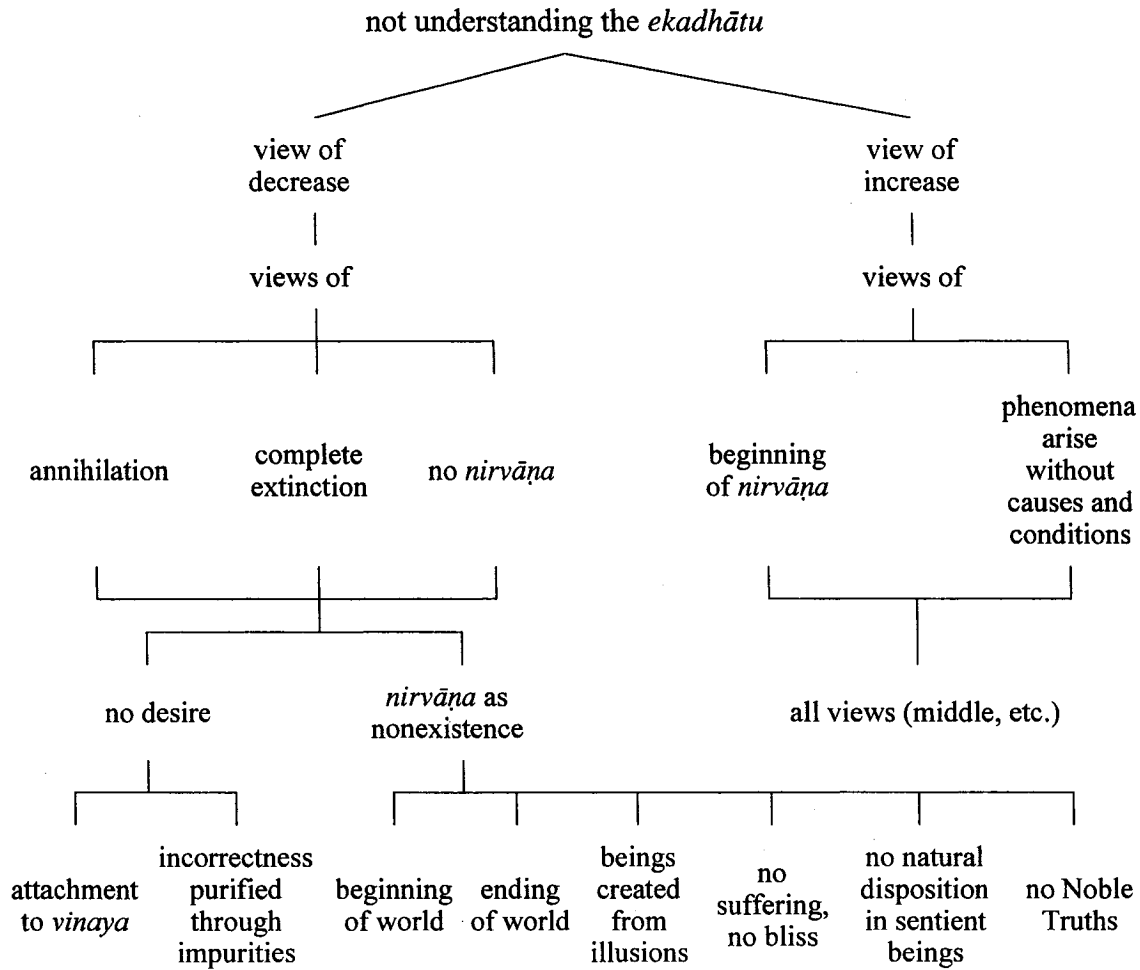 not understanding the ekadhātu
view of
decrease
view of
increase
views of
views of
annihilation
complete
extinction
no nirvāṇa
beginning
of nirvāṇa
phenomena
arise
without
causes and
conditions
no desire
nirvāṇa as
nonexistence
all views (middle, etc.)
attachment
to vinaya
incorrectness
purified
through
impurities
beginning
of world
ending
of world
beings
created
from
illusions
no
suffering,
no bliss
no natural
disposition
in sentient
beings
no Noble
Truths